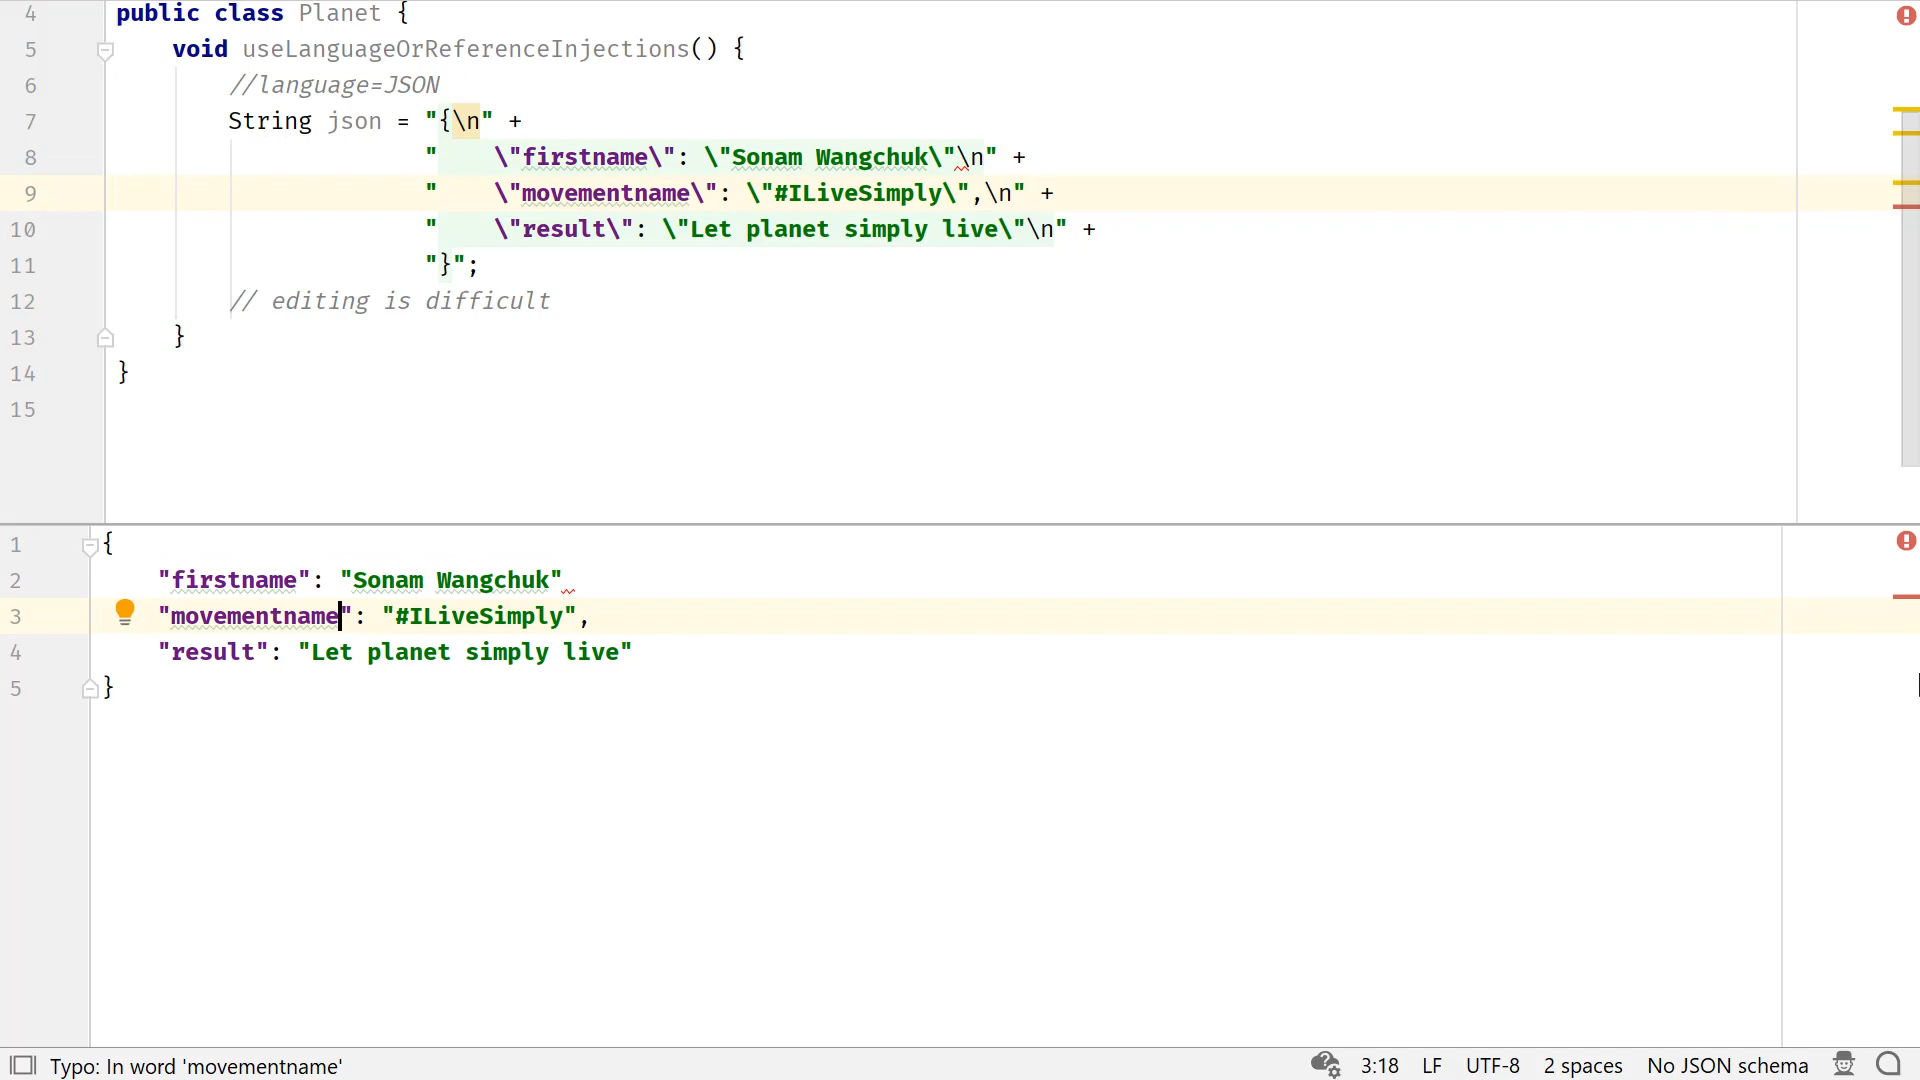 4 public class Planet {
5 void useLanguageOrReferenceInjections() {
6 //language=JSON
7 String json = "{\n" +
8 "    \"firstname\": \"Sonam Wangchuk\"\n" +
9 "    \"movementname\": \"#ILiveSimply\",\n" +
10 "    \"result\": \"Let planet simply live\"\n" +
11 "}";
12 // editing is difficult
13 }
14 }
15
1 {
2 "firstname": "Sonam Wangchuk"
3 "movementname": "#ILiveSimply",
4 "result": "Let planet simply live"
5 }
Typo: In word 'movementname' 3:18 LF UTF-8 2 spaces No JSON schema